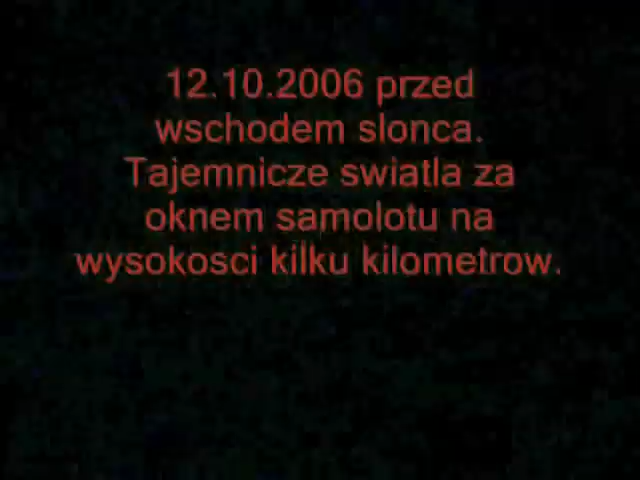 12.10.2006 przed
wschodem slonca.
Tajemnicze swiatla za
oknem samolotu na
wysokosci kilku kilometrow.